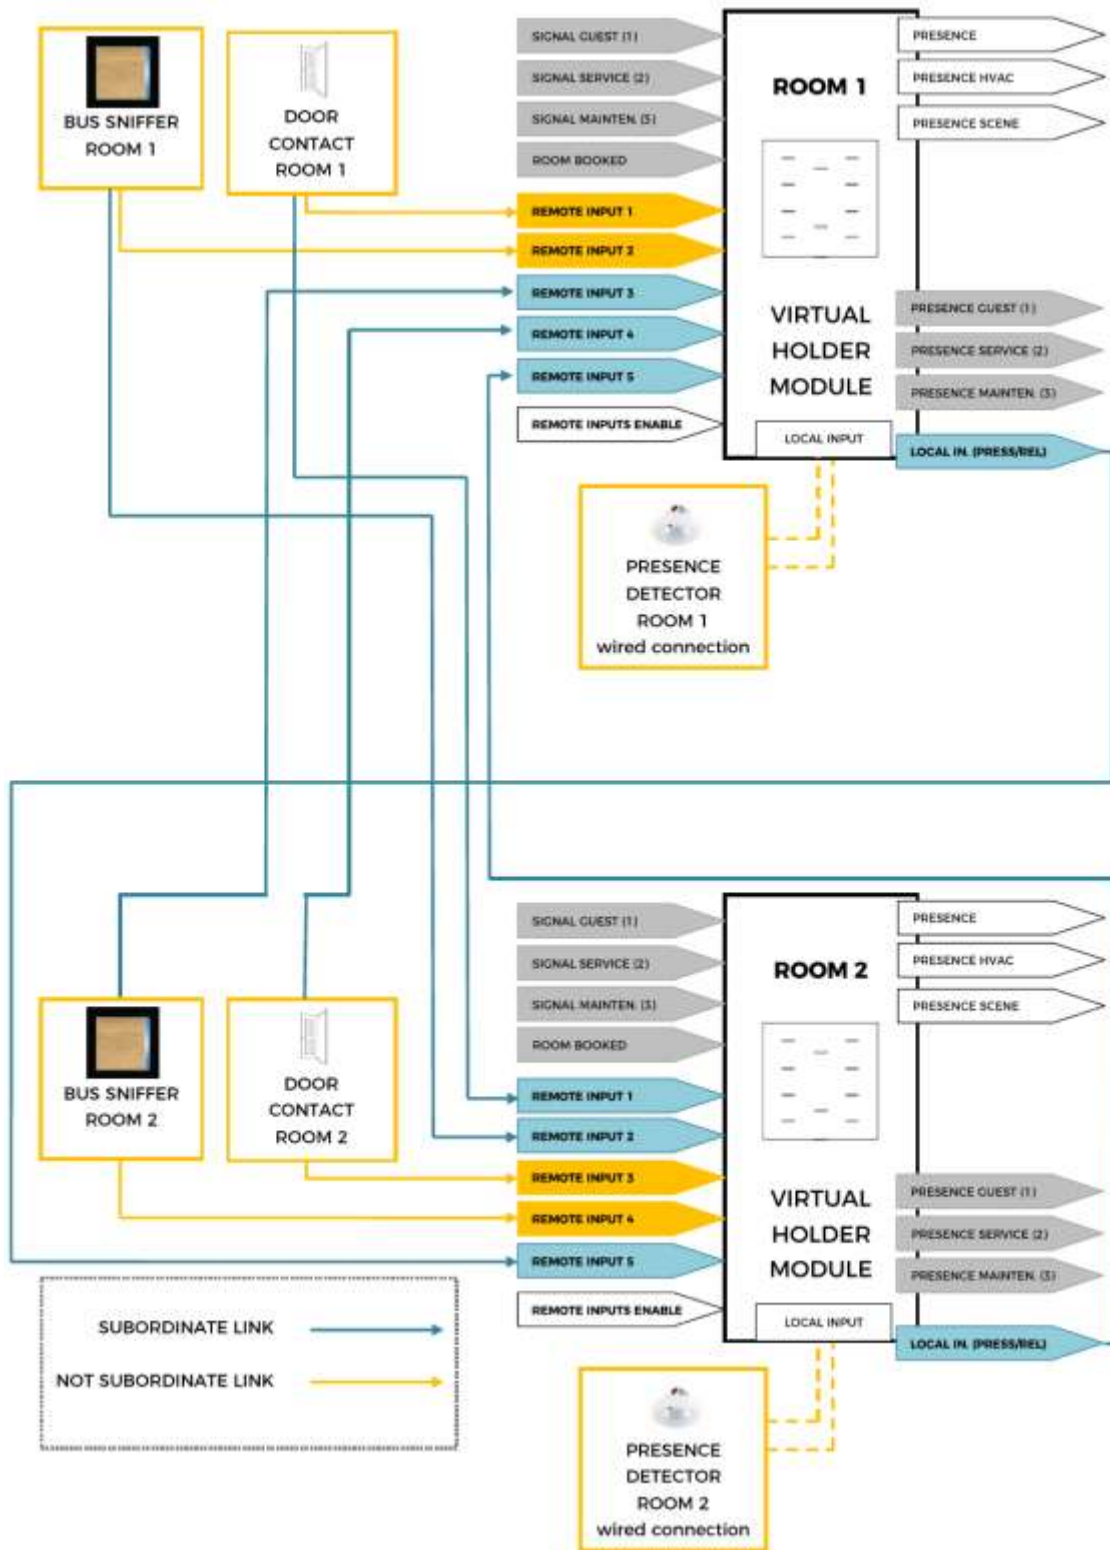 BUS SNIFFER
ROOM 1
DOOR
CONTACT
ROOM 1
SIGNAL GUEST (1)
SIGNAL SERVICE (2)
SIGNAL MAINTEN. (3)
ROOM BOOKED
REMOTE INPUT 1
REMOTE INPUT 2
REMOTE INPUT 3
REMOTE INPUT 4
REMOTE INPUT 5
REMOTE INPUTS ENABLE
ROOM 1
VIRTUAL
HOLDER
MODULE
LOCAL INPUT
PRESENCE
PRESENCE HVAC
PRESENCE SCENE
PRESENCE GUEST (1)
PRESENCE SERVICE (2)
PRESENCE MAINTEN. (3)
LOCAL IN. (PRESS/REL)
PRESENCE
DETECTOR
ROOM 1
wired connection
BUS SNIFFER
ROOM 2
DOOR
CONTACT
ROOM 2
SIGNAL GUEST (1)
SIGNAL SERVICE (2)
SIGNAL MAINTEN. (3)
ROOM BOOKED
REMOTE INPUT 1
REMOTE INPUT 2
REMOTE INPUT 3
REMOTE INPUT 4
REMOTE INPUT 5
REMOTE INPUTS ENABLE
ROOM 2
VIRTUAL
HOLDER
MODULE
LOCAL INPUT
PRESENCE
PRESENCE HVAC
PRESENCE SCENE
PRESENCE GUEST (1)
PRESENCE SERVICE (2)
PRESENCE MAINTEN. (3)
LOCAL IN. (PRESS/REL)
SUBORDINATE LINK
NOT SUBORDINATE LINK
PRESENCE
DETECTOR
ROOM 2
wired connection